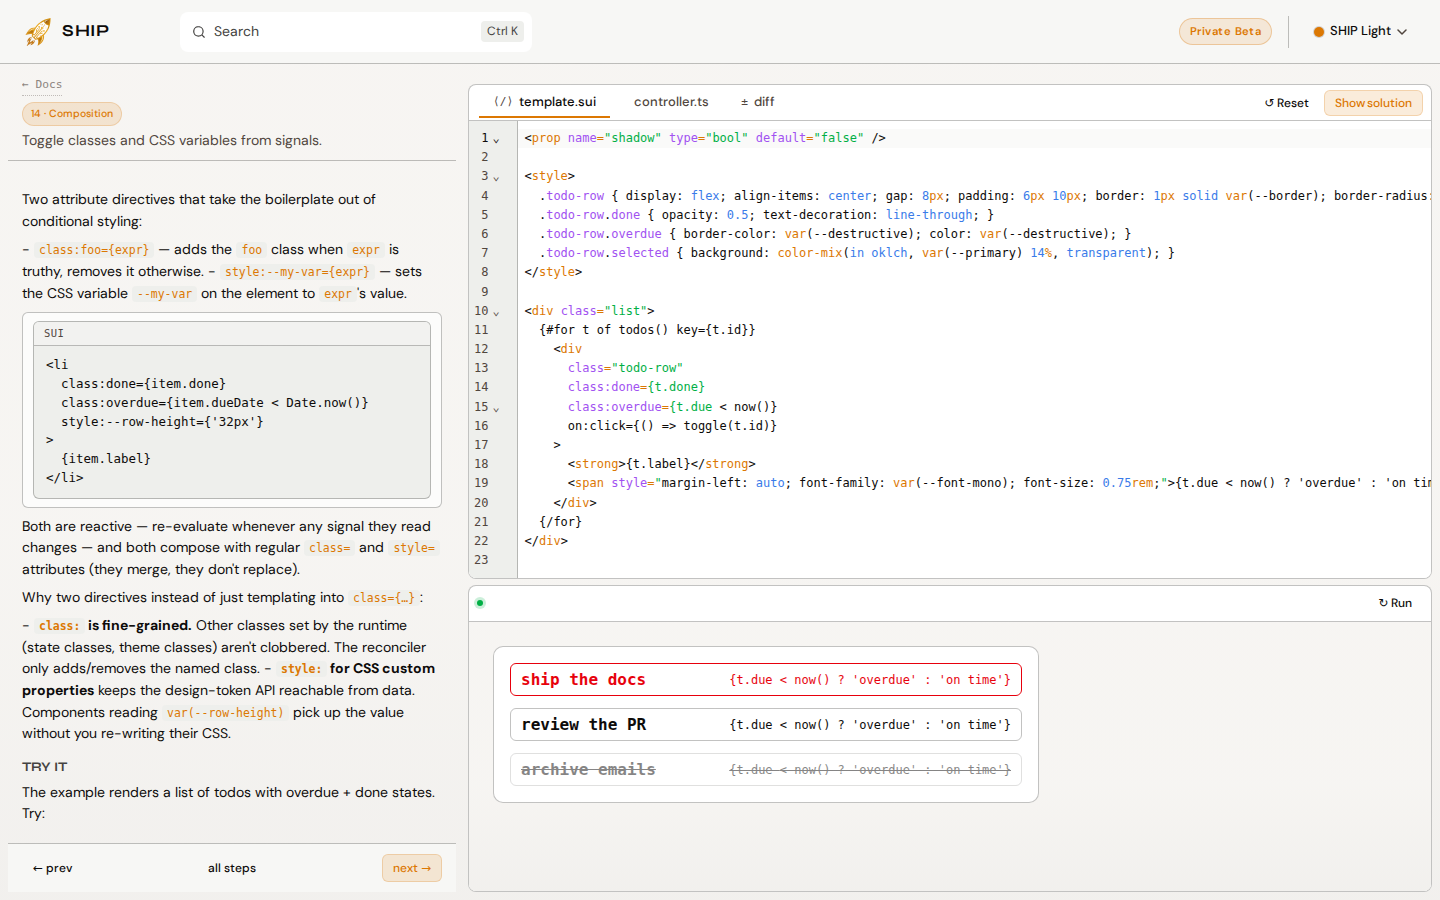 SHIP
Search
Ctrl K
Private Beta
SHIP Light
← Docs
14 · Composition
Toggle classes and CSS variables from signals.
Two attribute directives that take the boilerplate out of
conditional styling:
– class:foo={expr} — adds the foo class when expr is
truthy, removes it otherwise. – style:--my-var={expr} — sets
the CSS variable --my-var on the element to expr's value.
SUI
<li
  class:done={item.done}
  class:overdue={item.dueDate < Date.now()}
  style:--row-height={'32px'}
>
  {item.label}
</li>
Both are reactive — re-evaluate whenever any signal they read
changes — and both compose with regular class= and style=
attributes (they merge, they don't replace).
Why two directives instead of just templating into class={…} :
– class: is fine-grained. Other classes set by the runtime
(state classes, theme classes) aren't clobbered. The reconciler
only adds/removes the named class. – style: for CSS custom
properties keeps the design-token API reachable from data.
Components reading var(--row-height) pick up the value
without you re-writing their CSS.
TRY IT
The example renders a list of todos with overdue + done states.
Try:
← prev
all steps
next →
⟨/⟩ template.sui
controller.ts
± diff
↺ Reset
Show solution
1 <prop name="shadow" type="bool" default="false" />
2
3 <style>
4   .todo-row { display: flex; align-items: center; gap: 8px; padding: 6px 10px; border: 1px solid var(--border); border-radius:
5   .todo-row.done { opacity: 0.5; text-decoration: line-through; }
6   .todo-row.overdue { border-color: var(--destructive); color: var(--destructive); }
7   .todo-row.selected { background: color-mix(in oklch, var(--primary) 14%, transparent); }
8 </style>
9
10 <div class="list">
11   {#for t of todos() key={t.id}}
12     <div
13       class="todo-row"
14       class:done={t.done}
15       class:overdue={t.due < now()}
16       on:click={() => toggle(t.id)}
17     >
18       <strong>{t.label}</strong>
19       <span style="margin-left: auto; font-family: var(--font-mono); font-size: 0.75rem;">{t.due < now() ? 'overdue' : 'on tim
20     </div>
21   {/for}
22 </div>
23
↻ Run
ship the docs {t.due < now() ? 'overdue' : 'on time'}
review the PR {t.due < now() ? 'overdue' : 'on time'}
archive emails {t.due < now() ? 'overdue' : 'on time'}